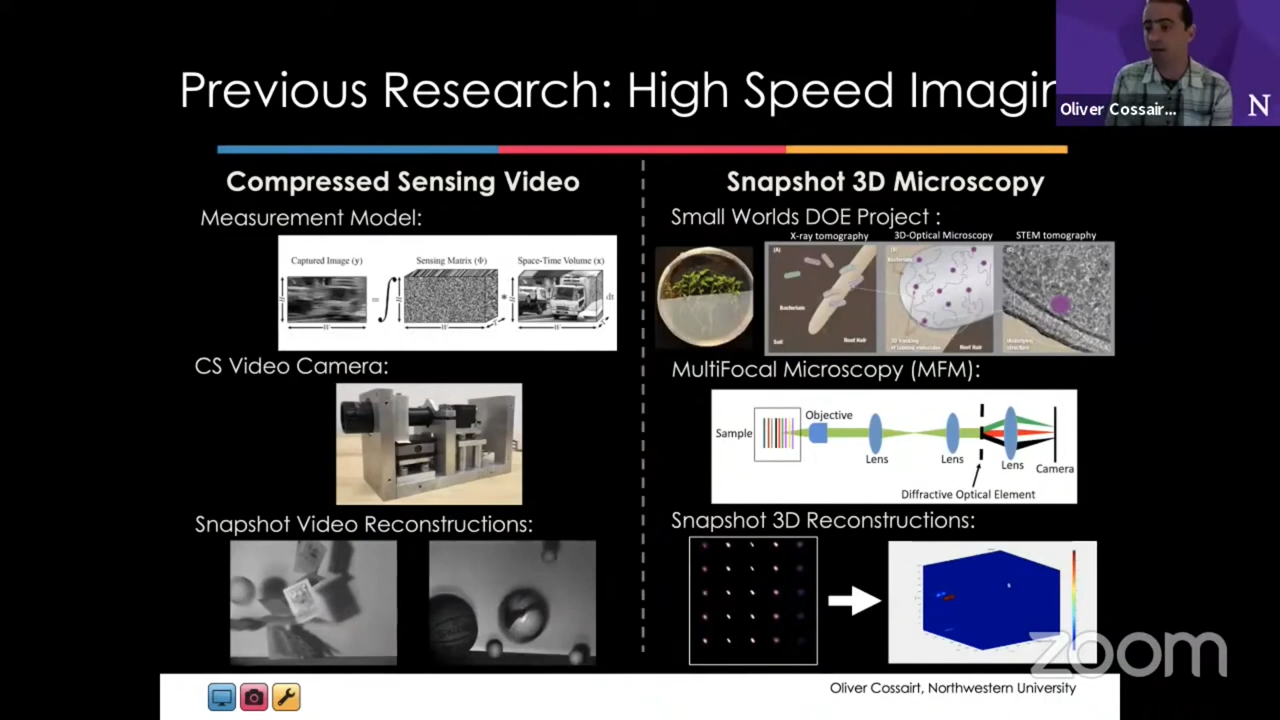 Previous Research: High Speed Imagin
Oliver Cossair...
N
Compressed Sensing Video
Measurement Model:
Captured Image (y)
Sensing Matrix (Φ)
Space-Time Volume (x)
=
∫
*
dt
CS Video Camera:
Snapshot Video Reconstructions:
Snapshot 3D Microscopy
Small Worlds DOE Project :
X-ray tomography
3D-Optical Microscopy
STEM tomography
Bacterium
Soil
Root Hair
Bacterium
Root Hair
MultiFocal Microscopy (MFM):
Sample
Objective
Lens
Lens
Lens
Camera
Diffractive Optical Element
Snapshot 3D Reconstructions:
zoom
Oliver Cossairt, Northwestern University